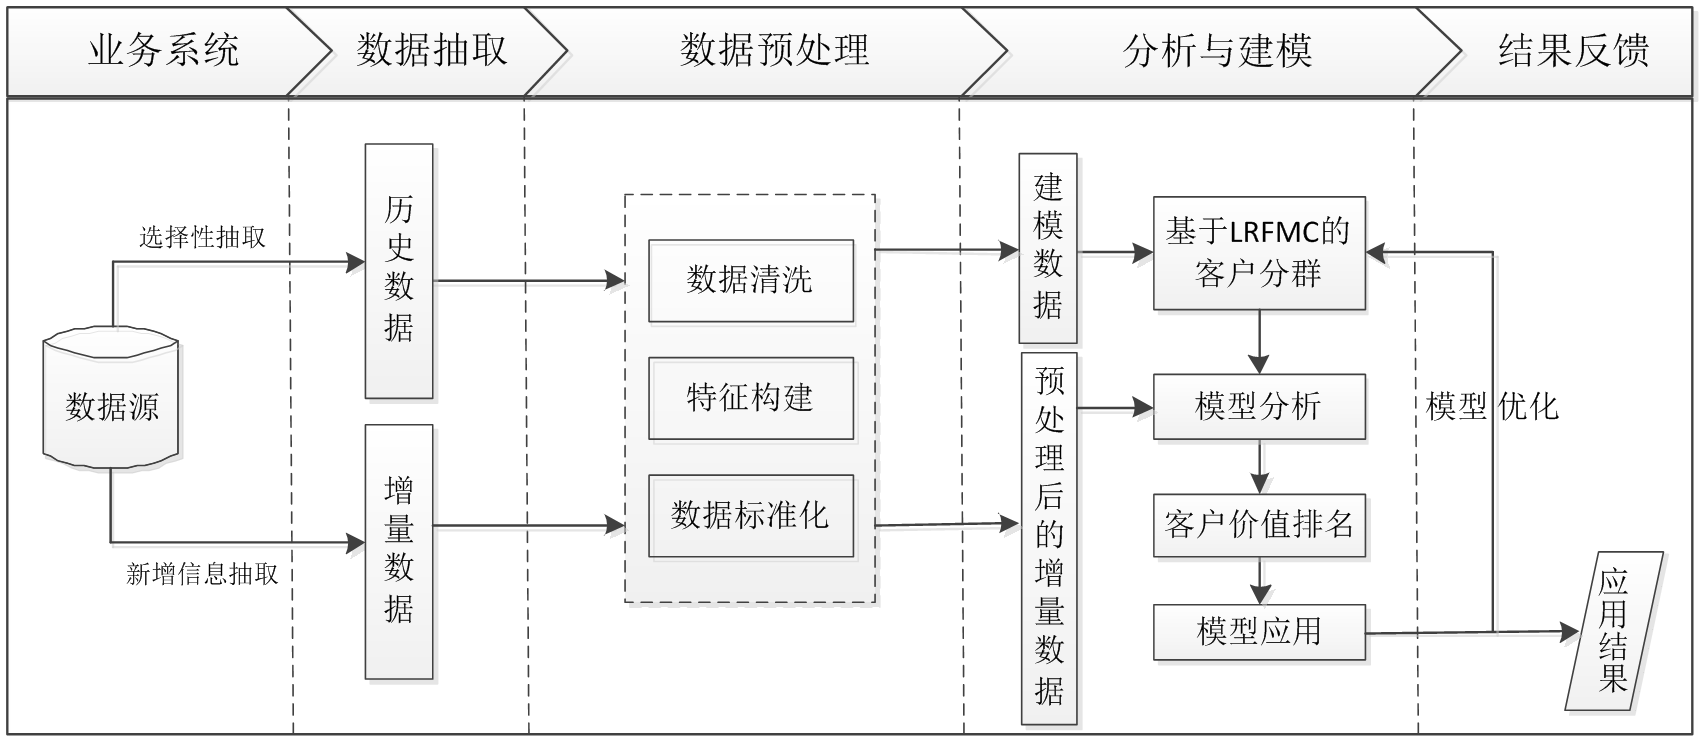 业务系统
数据抽取
数据预处理
分析与建模
结果反馈
选择性抽取
数据源
新增信息抽取
历史数据
增量数据
数据清洗
特征构建
数据标准化
建模数据
预处理后的增量数据
基于LRFMC的
客户分群
模型分析
客户价值排名
模型应用
模型 优化
应用结果